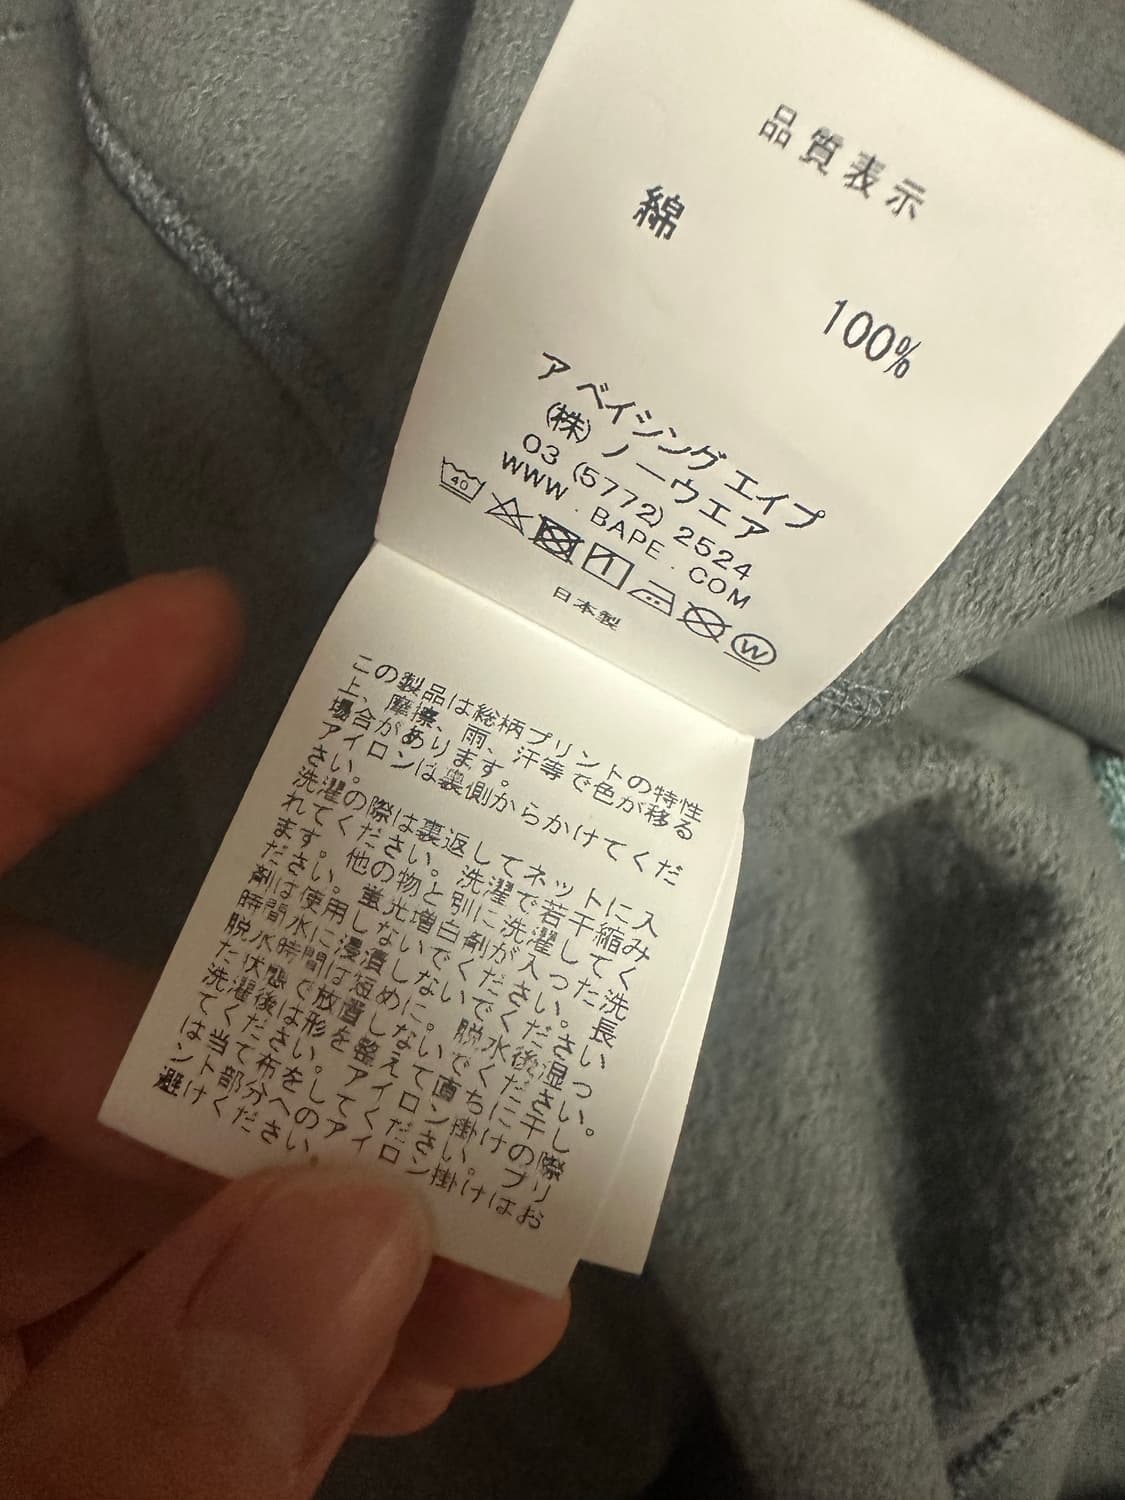 品質表示
綿
100%
ア ベイシング エイプ
(株) ノーウエア
03 (5772) 2524
WWW . BAPE . COM
40
W
日本製
この製品は総柄プリントの特性
上、摩擦、雨、汗等で色が移る
場合があります。
アイロンは裏側からかけてくだ
さい。
洗濯の際は裏返してネットに入
れてください。洗濯で若干縮み
ます。他の物と別に洗濯してく
ださい。蛍光増白剤が入った洗
剤は使用しないでください。長
時間水に浸漬しないでください。
脱水時間は短めに。脱水後湿っ
た状態で放置しないでください。
洗濯後は形を整えて直ちに干し
てください。アイロン掛けの際
は当て布をしてください。プリ
ント部分へのアイロン掛けはお
避けください。